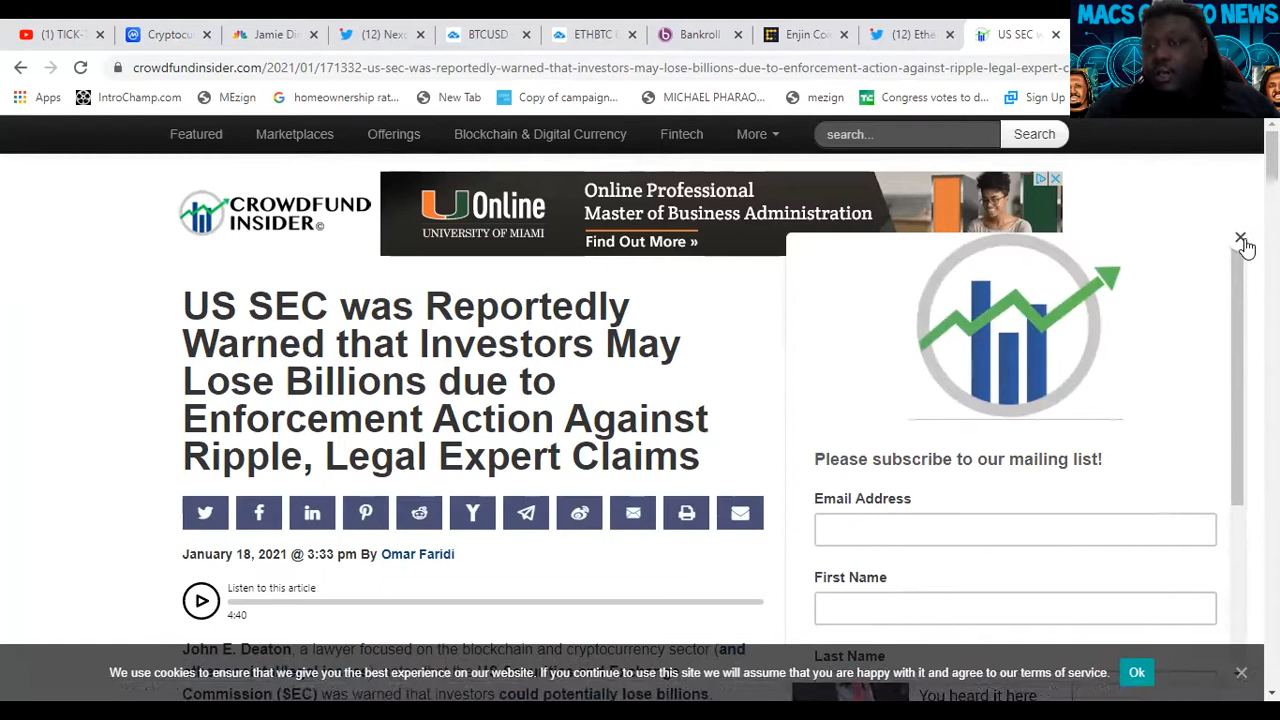 MACS C YPTO NEWS
(1) TICK-
Cryptocu
Jamie Di
(12) Nexo
BTCUSD
ETHBTC
Bankroll
Enjin Co
(12) Ethe
US SEC w
crowdfundinsider.com/2021/01/171332-us-sec-was-reportedly-warned-that-investors-may-lose-billions-due-to-enforcement-action-against-ripple-legal-expert-c
Apps
IntroChamp.com
MEzign
homeownership rat...
New Tab
Copy of campaign...
MICHAEL PHARAO...
mezign
Congress votes to d...
Sign Up
Featured
Marketplaces
Offerings
Blockchain & Digital Currency
Fintech
More
search...
Search
CROWDFUND
INSIDER©
U Online
UNIVERSITY OF MIAMI
Online Professional
Master of Business Administration
Find Out More »
US SEC was Reportedly
Warned that Investors May
Lose Billions due to
Enforcement Action Against
Ripple, Legal Expert Claims
January 18, 2021 @ 3:33 pm By Omar Faridi
Listen to this article
4:40
John E. Deaton, a lawyer focused on the blockchain and cryptocurrency sector (and
Commission (SEC) was warned that investors could potentially lose billions.
Please subscribe to our mailing list!
Email Address
First Name
Last Name
You heard it here
We use cookies to ensure that we give you the best experience on our website. If you continue to use this site we will assume that you are happy with it and agree to our terms of service.
Ok